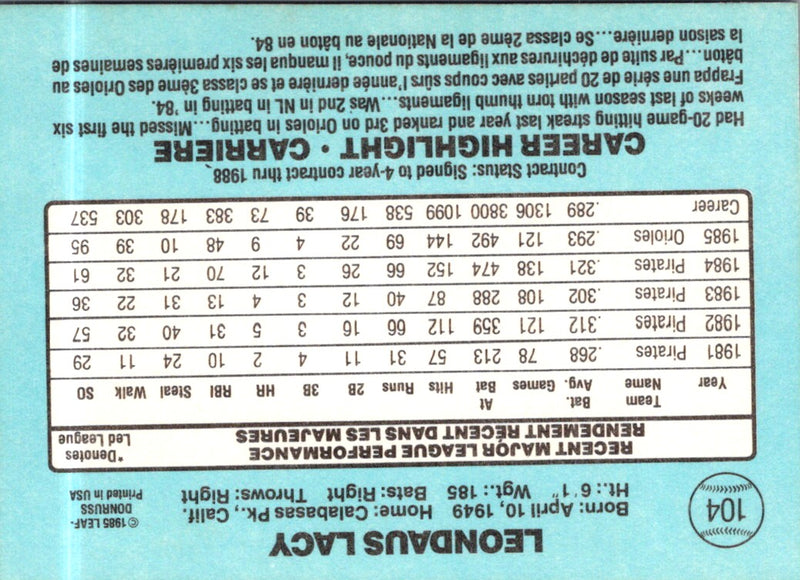 104
LEONDAUS LACY
Born: April 10, 1949 Home: Calabasas Pk., Calif.
Ht.: 6'1" Wgt.: 185 Bats: Right Throws: Right
© 1985 LEAF-
DONRUSS
Printed in USA
RECENT MAJOR LEAGUE PERFORMANCE
RENDEMENT RÉCENT DANS LES MAJEURES
*Denotes
Led League
Year Team Name Bat. Avg. Games At Bat Hits Runs 2B 3B HR RBI Steal Walk SO
1981 Pirates .268 78 213 57 31 11 4 2 10 24 11 29
1982 Pirates .312 121 359 112 66 16 3 5 31 40 32 57
1983 Pirates .302 108 288 87 40 12 3 4 13 31 22 36
1984 Pirates .321 138 474 152 66 26 3 12 70 21 32 61
1985 Orioles .293 121 492 144 69 22 4 9 48 10 39 95
Career .289 1306 3800 1099 538 176 39 73 383 178 303 537
Contract Status: Signed to 4-year contract thru 1988
CAREER HIGHLIGHT • CARRIERE
Had 20-game hitting streak last year and ranked 3rd on Orioles in batting...Missed the first six
weeks of last season with torn thumb ligaments...Was 2nd in NL in batting in '84.
Frappa une série de 20 parties avec coups sûrs l'année dernière et se classa 3ème des Orioles au
bâton...Par suite de déchirures aux ligaments du pouce, il manqua les six premières semaines de
la saison dernière...Se classa 2ème de la Nationale au bâton en 84.